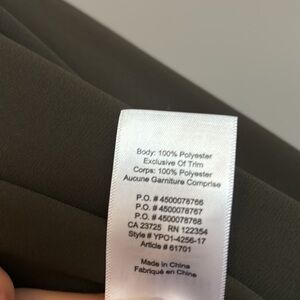 Body: 100% Polyester
Exclusive Of Trim
Corps: 100% Polyester
Aucune Garniture Comprise
P.O. # 4500078766
P.O. # 4500078767
P.O. # 4500078768
CA 23725 RN 122354
Style # YPO1-4256-17
Article # 61701
Made in China
Fabriqué en Chine